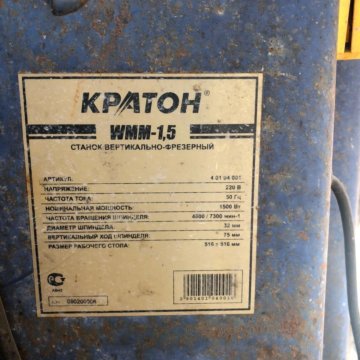 КРАТОН®
WMM-1,5
СТАНОК ВЕРТИКАЛЬНО-ФРЕЗЕРНЫЙ
АРТИКУЛ: 4 01 04 001
НАПРЯЖЕНИЕ: 220 В
ЧАСТОТА ТОКА: 50 Гц
НОМИНАЛЬНАЯ МОЩНОСТЬ: 1500 Вт
ЧАСТОТА ВРАЩЕНИЯ ШПИНДЕЛЯ: 4000 / 7300 мин-1
ДИАМЕТР ШПИНДЕЛЯ: 32 мм
ВЕРТИКАЛЬНЫЙ ХОД ШПИНДЕЛЯ: 75 мм
РАЗМЕР РАБОЧЕГО СТОЛА: 516 x 516 мм